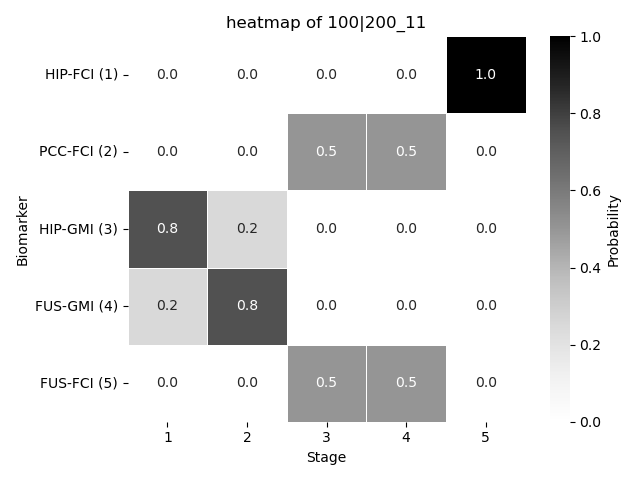 heatmap of 100|200_11
HIP-FCI (1) 0.0 0.0 0.0 0.0 1.0
PCC-FCI (2) 0.0 0.0 0.5 0.5 0.0
HIP-GMI (3) 0.8 0.2 0.0 0.0 0.0
FUS-GMI (4) 0.2 0.8 0.0 0.0 0.0
FUS-FCI (5) 0.0 0.0 0.5 0.5 0.0
1 2 3 4 5
Stage
Biomarker
1.0
0.8
0.6
0.4
0.2
0.0
Probability